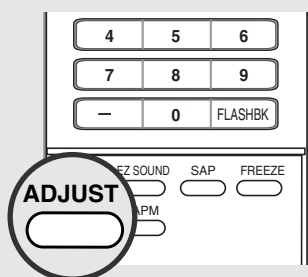 4 5 6
7 8 9
— 0 FLASHBK
EZ SOUND SAP FREEZE
ADJUST
APM